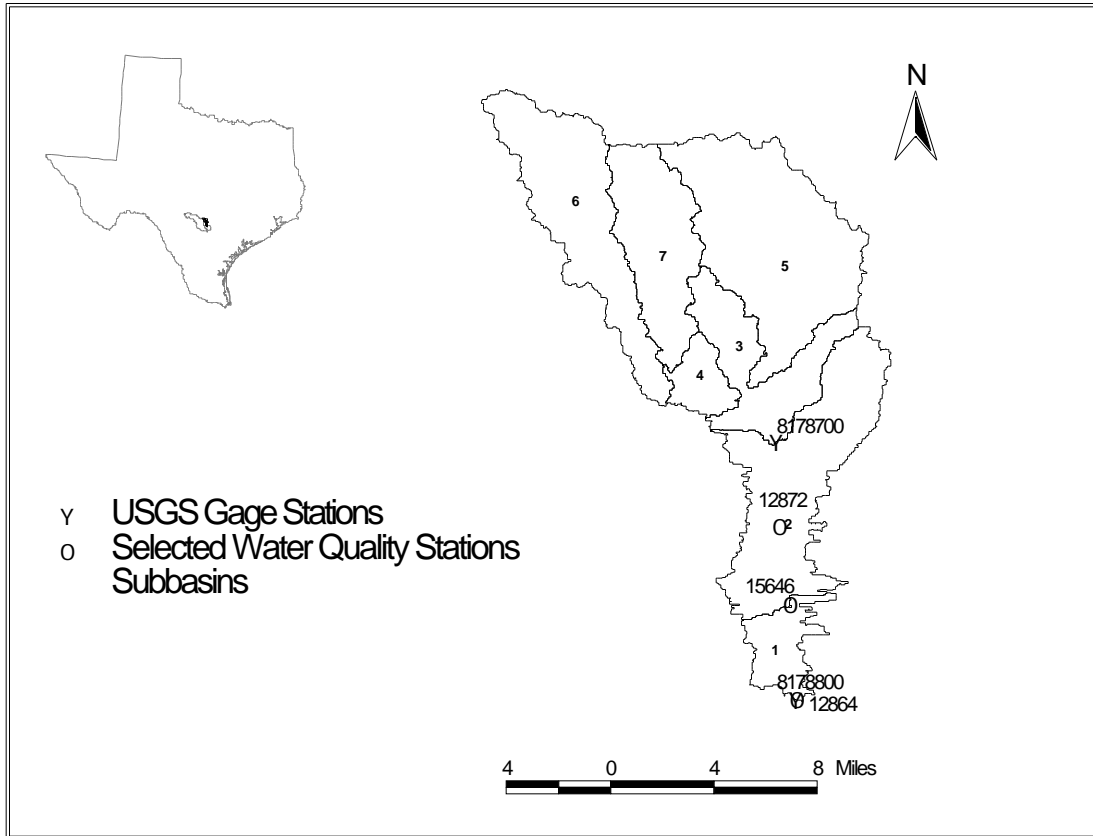 N
6
7
5
3
4
8178700
12872
O 2
15646
O
1
8178800
Y O 12864
Y
Y USGS Gage Stations
O Selected Water Quality Stations
Subbasins
4 0 4 8 Miles